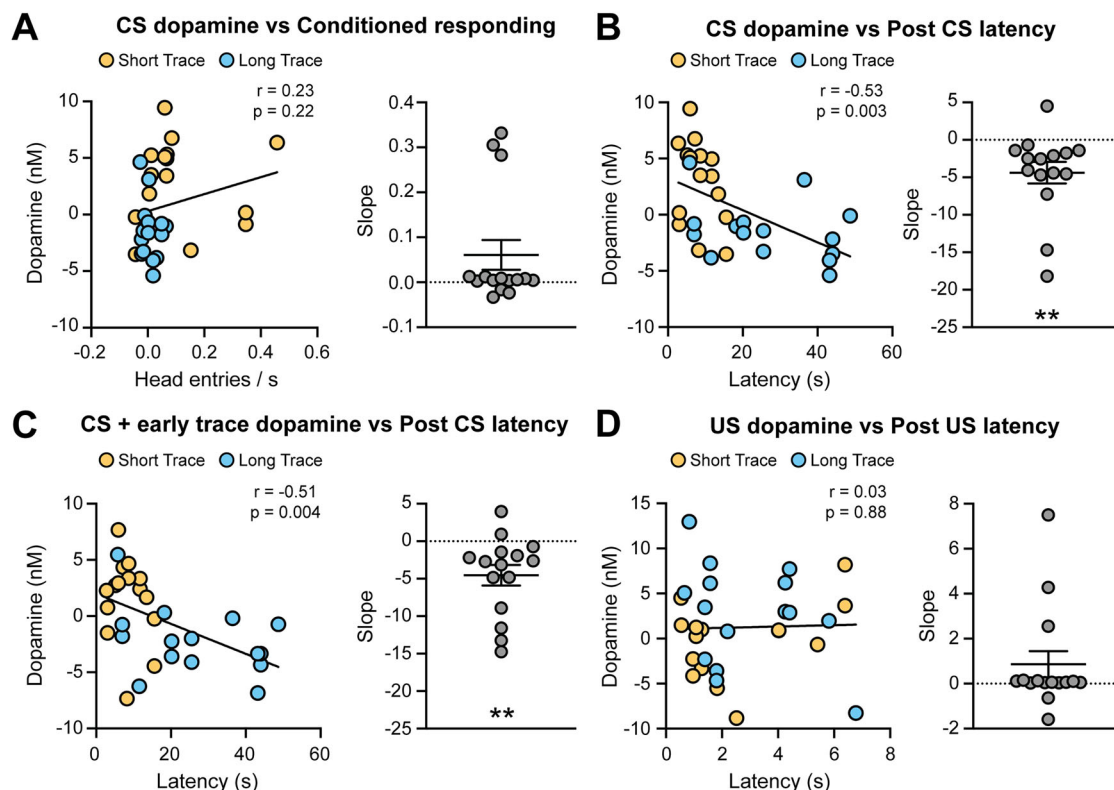 A
CS dopamine vs Conditioned responding
Short Trace
Long Trace
r = 0.23
p = 0.22
10
5
0
-5
-10
Dopamine (nM)
-0.2
0.0
0.2
0.4
0.6
Head entries / s
0.4
0.3
0.2
0.1
0.0
-0.1
Slope
B
CS dopamine vs Post CS latency
Short Trace
Long Trace
r = -0.53
p = 0.003
10
5
0
-5
-10
Dopamine (nM)
0
20
40
60
Latency (s)
5
0
-5
-10
-15
-20
-25
Slope
**
C
CS + early trace dopamine vs Post CS latency
Short Trace
Long Trace
r = -0.51
p = 0.004
10
5
0
-5
-10
Dopamine (nM)
0
20
40
60
Latency (s)
5
0
-5
-10
-15
-20
-25
Slope
**
D
US dopamine vs Post US latency
Short Trace
Long Trace
r = 0.03
p = 0.88
15
10
5
0
-5
-10
Dopamine (nM)
0
2
4
6
8
Latency (s)
8
6
4
2
0
-2
Slope